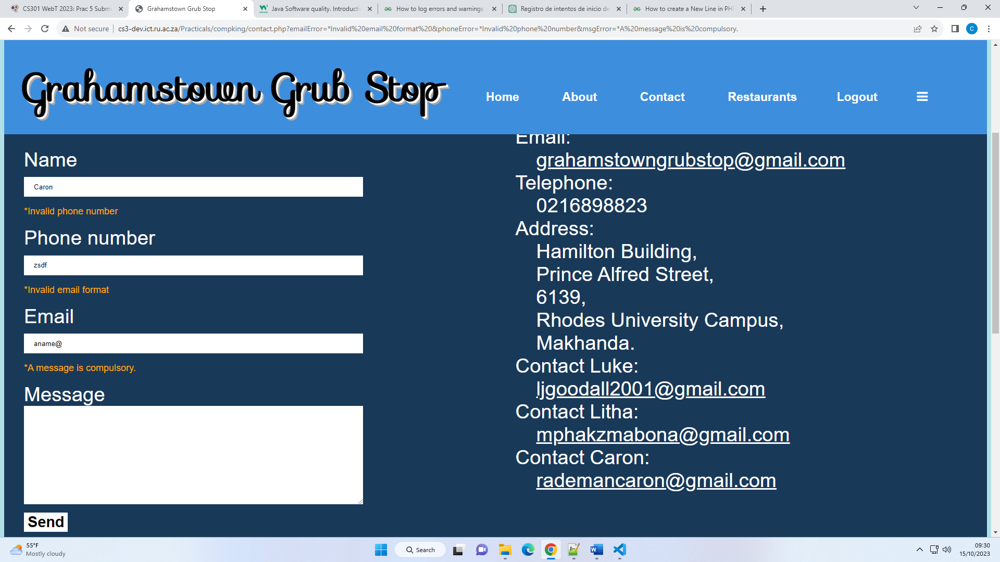 CS301 WebT 2023: Prac 5 Submi
Grahamstown Grub Stop
Java Software quality. Introducti
How to log errors and warnings
Registro de intentos de inicio de
How to create a New Line in PHP
Not secure
cs3-dev.ict.ru.ac.za/Practicals/compking/contact.php?emailError=*Invalid%20email%20format%20&phoneError=*Invalid%20phone%20number&msgError=*A%20message%20is%20compulsory.
C
Grahamstown Grub Stop
Home
About
Contact
Restaurants
Logout
Name
Caron
*Invalid phone number
Phone number
zsdf
*Invalid email format
Email
aname@
*A message is compulsory.
Message
Send
Email:
grahamstowngrubstop@gmail.com
Telephone:
0216898823
Address:
Hamilton Building,
Prince Alfred Street,
6139,
Rhodes University Campus,
Makhanda.
Contact Luke:
ljgoodall2001@gmail.com
Contact Litha:
mphakzmabona@gmail.com
Contact Caron:
rademancaron@gmail.com
55°F
Mostly cloudy
Search
09:30
15/10/2023